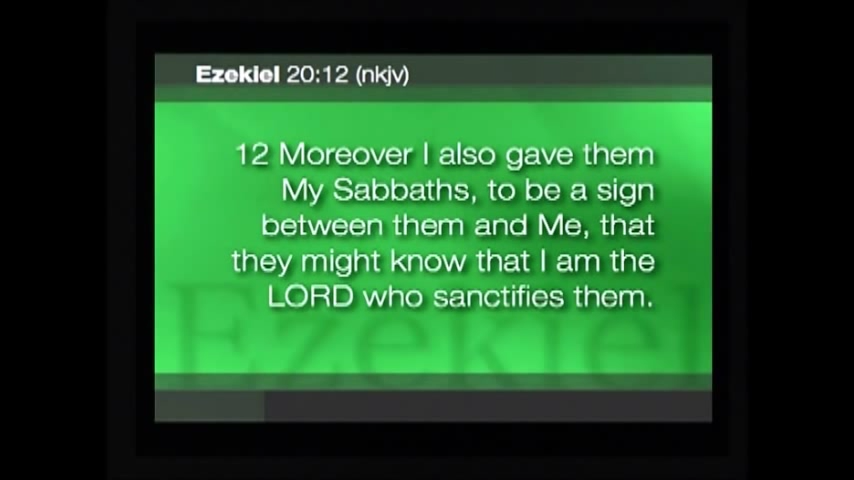 Ezekiel 20:12 (nkjv)
12 Moreover I also gave them
My Sabbaths, to be a sign
between them and Me, that
they might know that I am the
LORD who sanctifies them.
Ezekiel